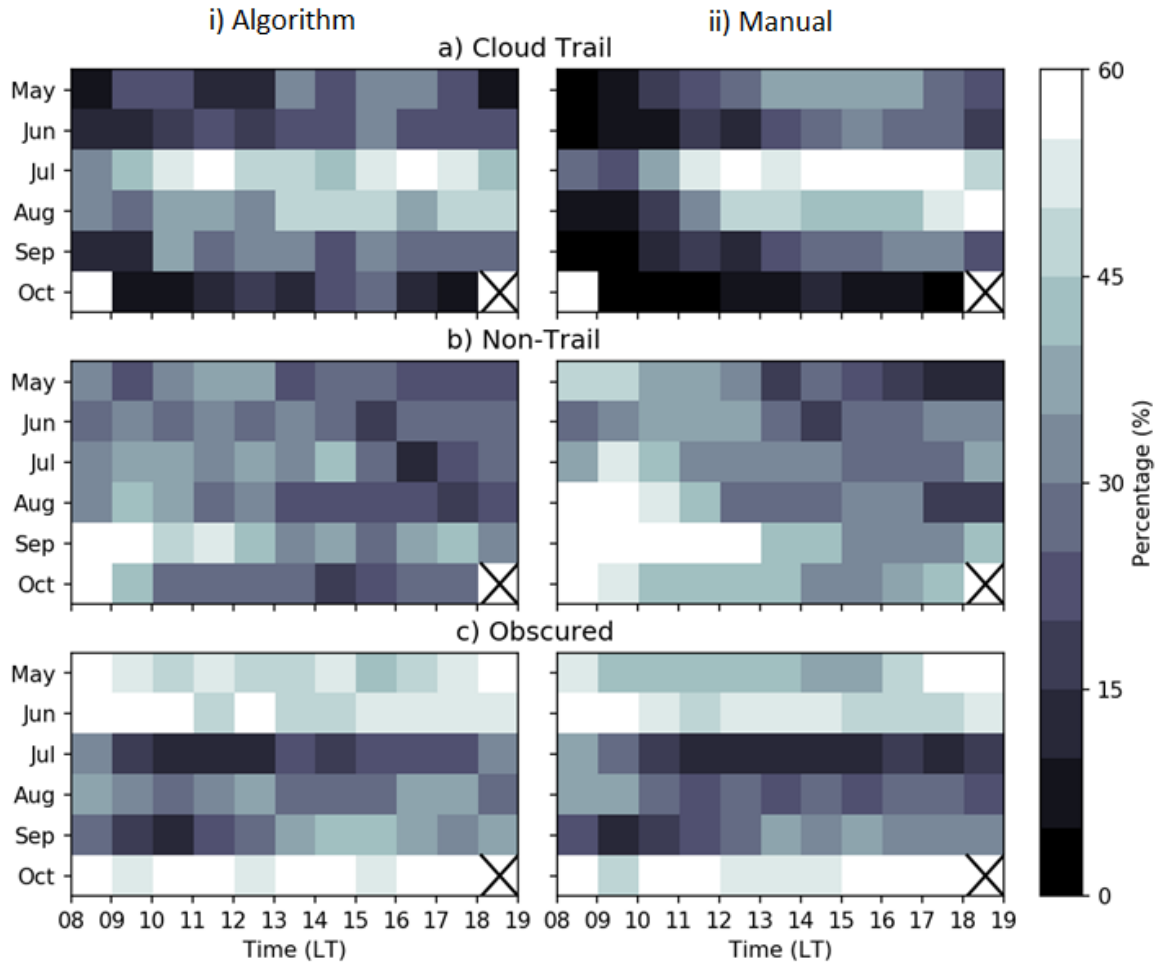 i) Algorithm ii) Manual
a) Cloud Trail
May
Jun
Jul
Aug
Sep
Oct
b) Non-Trail
May
Jun
Jul
Aug
Sep
Oct
c) Obscured
May
Jun
Jul
Aug
Sep
Oct
08 09 10 11 12 13 14 15 16 17 18 19 08 09 10 11 12 13 14 15 16 17 18 19
Time (LT) Time (LT)
60
45
30
15
0
Percentage (%)